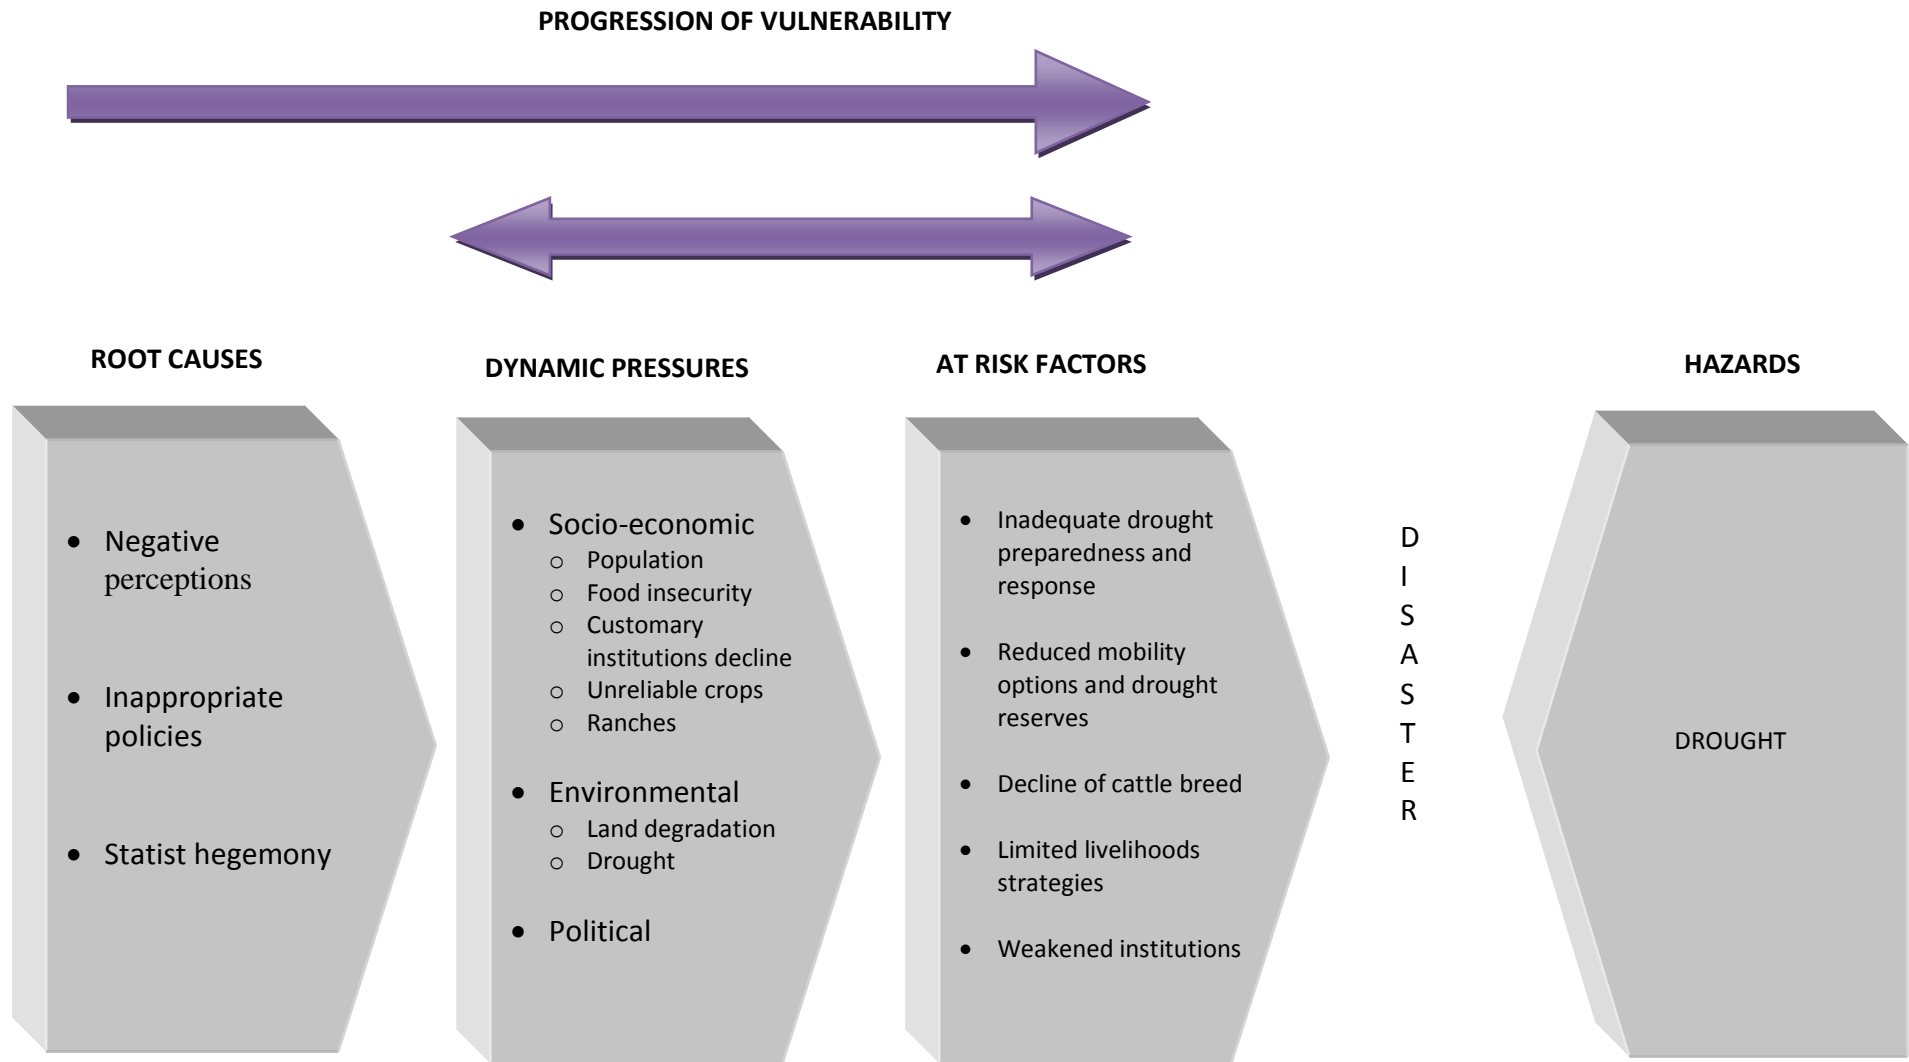 PROGRESSION OF VULNERABILITY
ROOT CAUSES
• Negative
perceptions
• Inappropriate
policies
• Statist hegemony
DYNAMIC PRESSURES
• Socio-economic
o Population
o Food insecurity
o Customary
institutions decline
o Unreliable crops
o Ranches
• Environmental
o Land degradation
o Drought
• Political
AT RISK FACTORS
• Inadequate drought
preparedness and
response
• Reduced mobility
options and drought
reserves
• Decline of cattle breed
• Limited livelihoods
strategies
• Weakened institutions
D
I
S
A
S
T
E
R
HAZARDS
DROUGHT